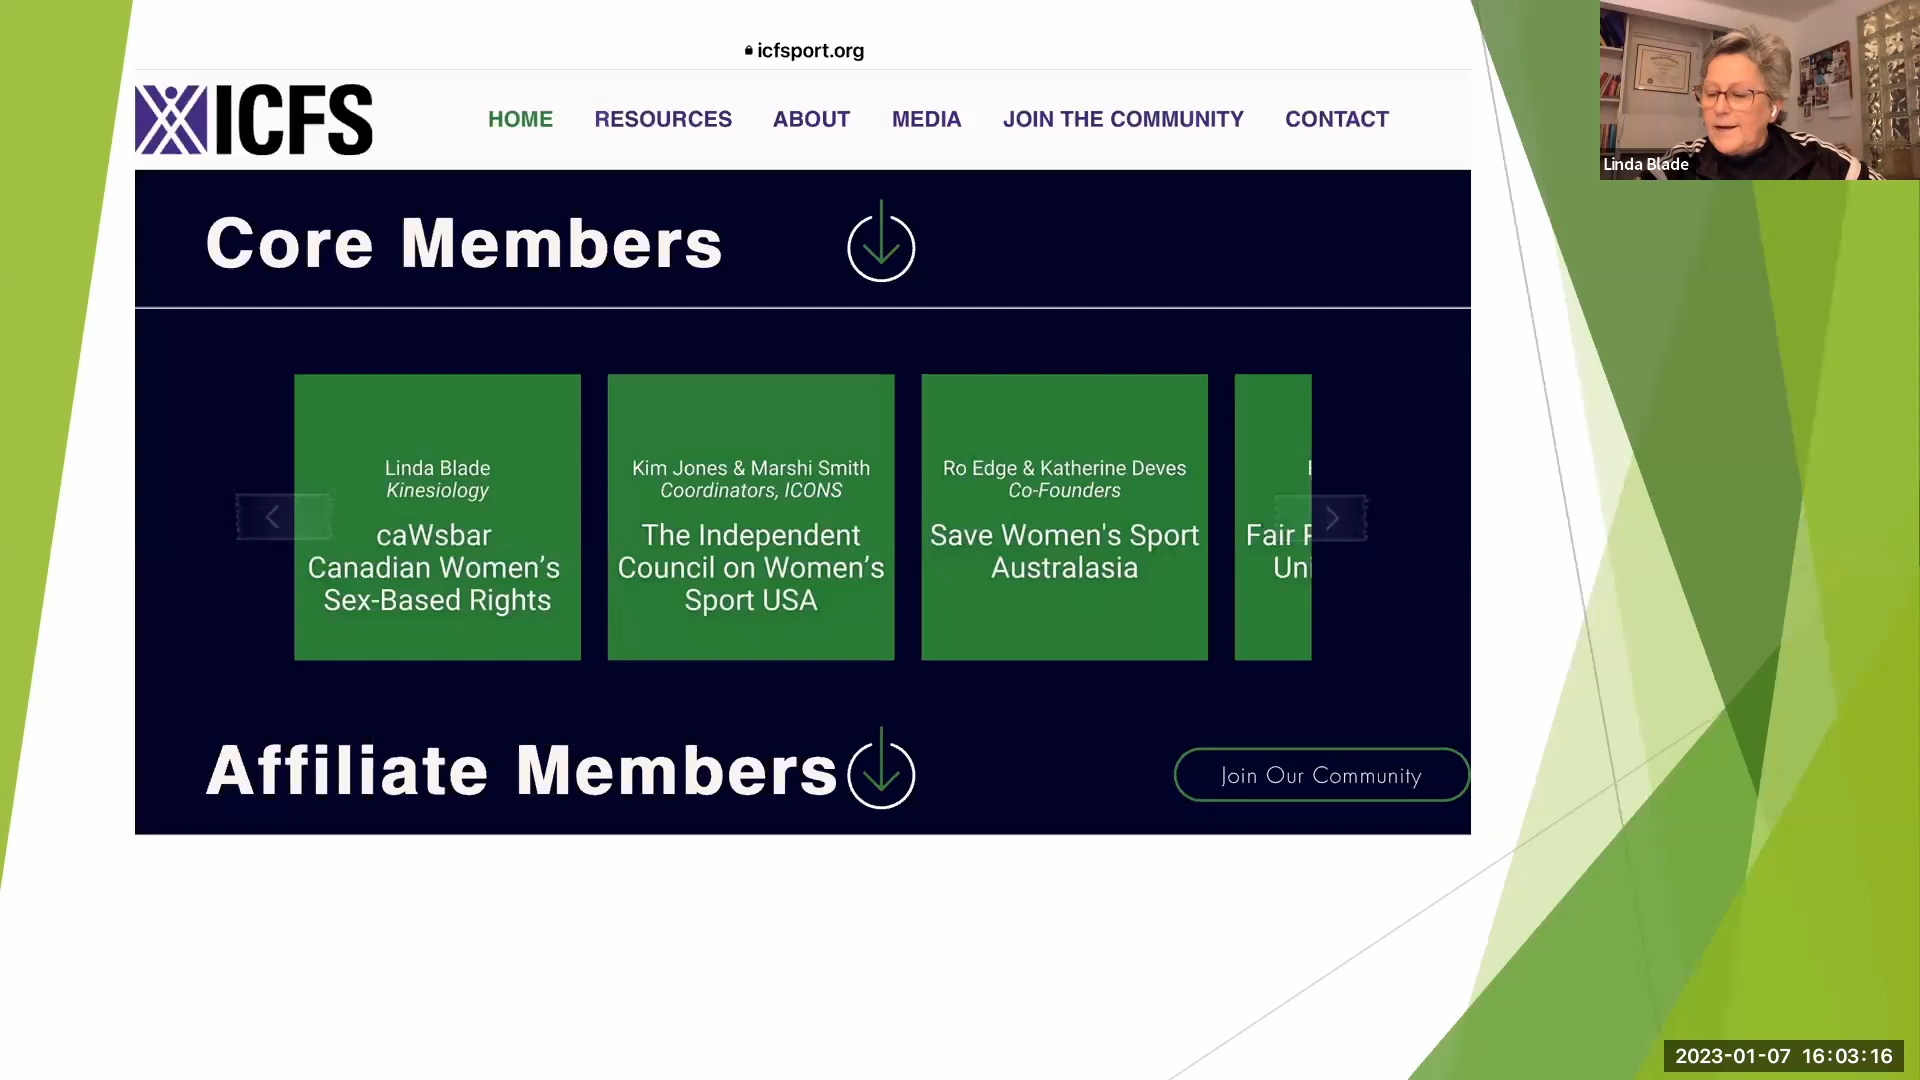 icfsport.org
ICFS
HOME RESOURCES ABOUT MEDIA JOIN THE COMMUNITY CONTACT
Linda Blade
Core Members
Linda Blade
Kinesiology
caWsbar
Canadian Women’s
Sex-Based Rights
Kim Jones & Marshi Smith
Coordinators, ICONS
The Independent
Council on Women’s
Sport USA
Ro Edge & Katherine Deves
Co-Founders
Save Women's Sport
Australasia
Fair
Affiliate Members
Join Our Community
2023-01-07 16:03:16